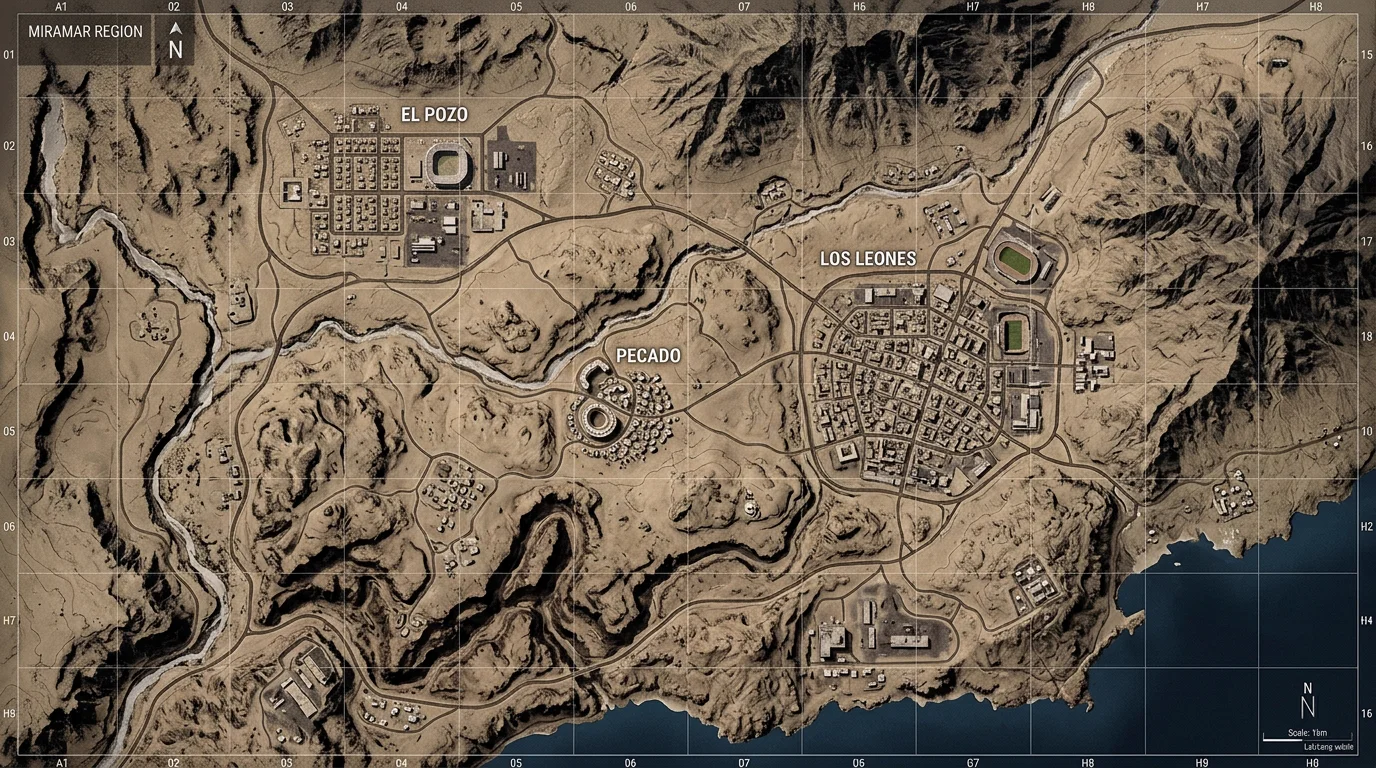 A1 02 03 04 05 06 07 H6 H7 H8 H7 H8
MIRAMAR REGION
N
01 15
EL POZO
02 16
03 17
LOS LEONES
04 18
PECADO
05 10
06 H2
H7 H4
N
N
H8 16
Scale: 1km
A1 02 03 04 05 06 07 06 G7 H8 H9 H0